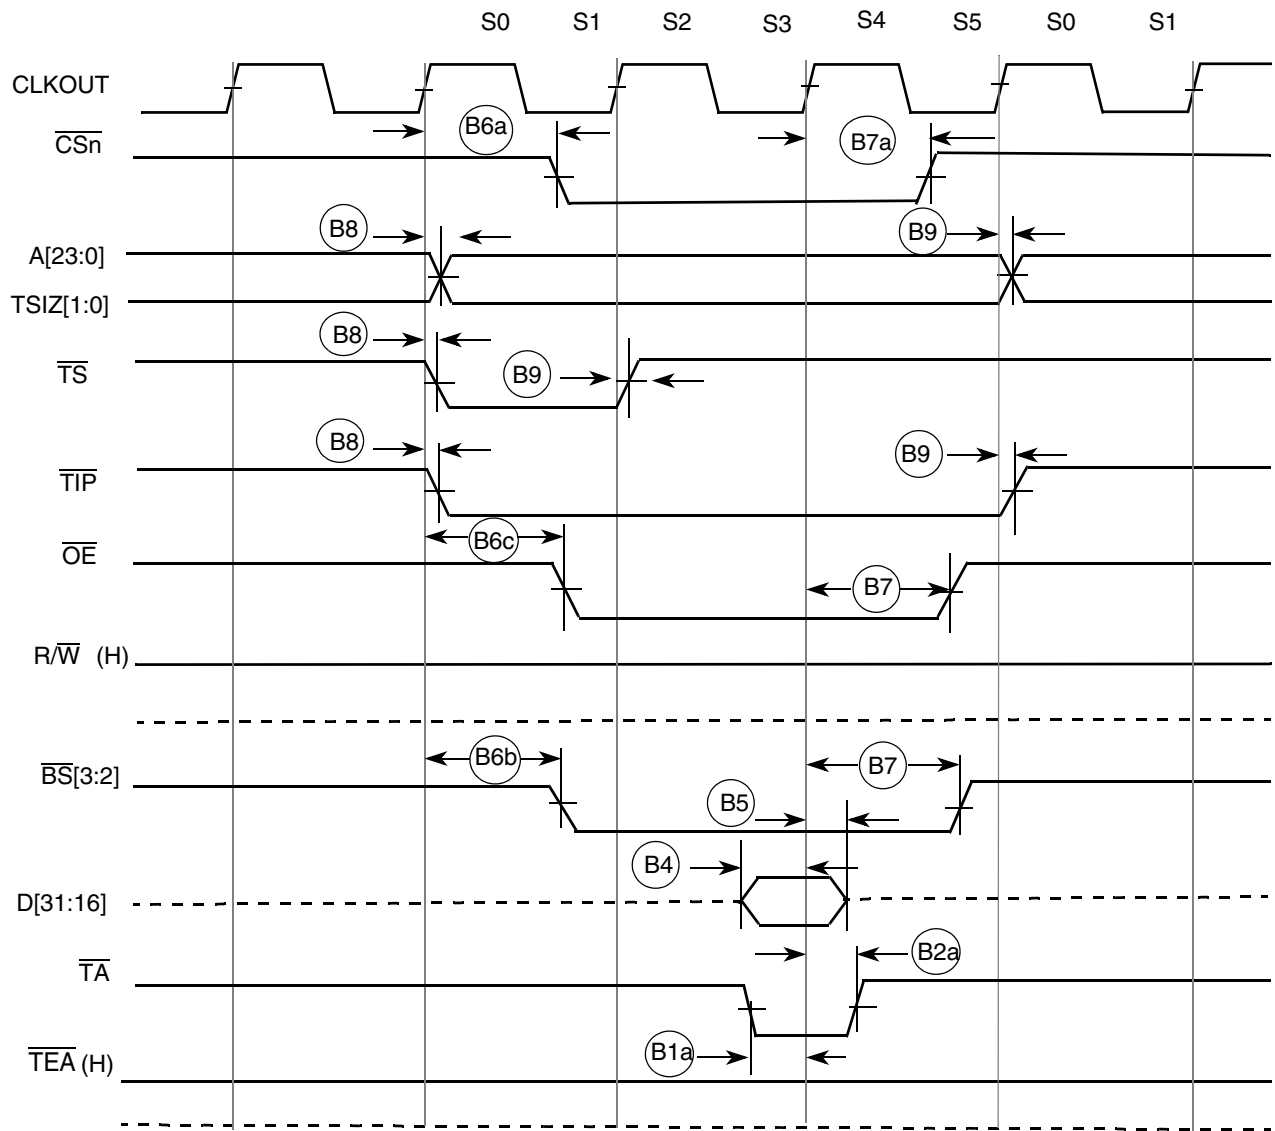 S0 S1 S2 S3 S4 S5 S0 S1
CLKOUT
CSn B6a B7a
B8 B9
A[23:0]
TSIZ[1:0]
B8
TS B9
B8 B9
TIP
OE B6c
B7
R/W (H)
BS[3:2] B6b B7
B5
B4
D[31:16]
TA B2a
TEA (H) B1a